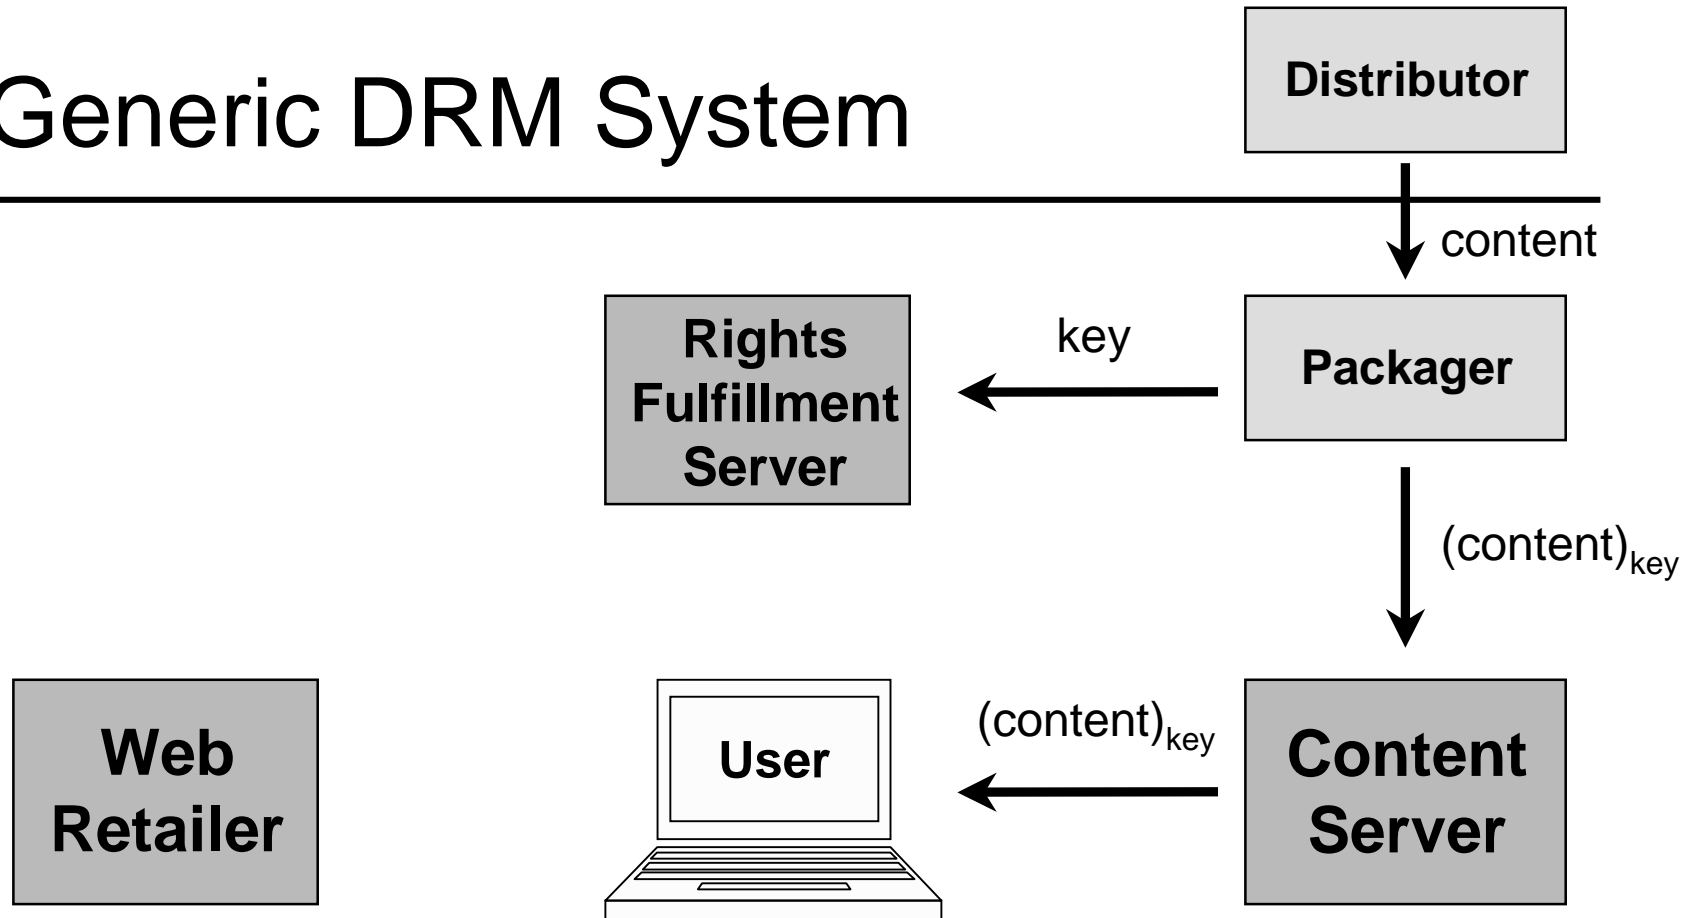 Generic DRM System
Distributor
content
Rights
Fulfillment
Server
key
Packager
(content)key
Web
Retailer
User
(content)key
Content
Server